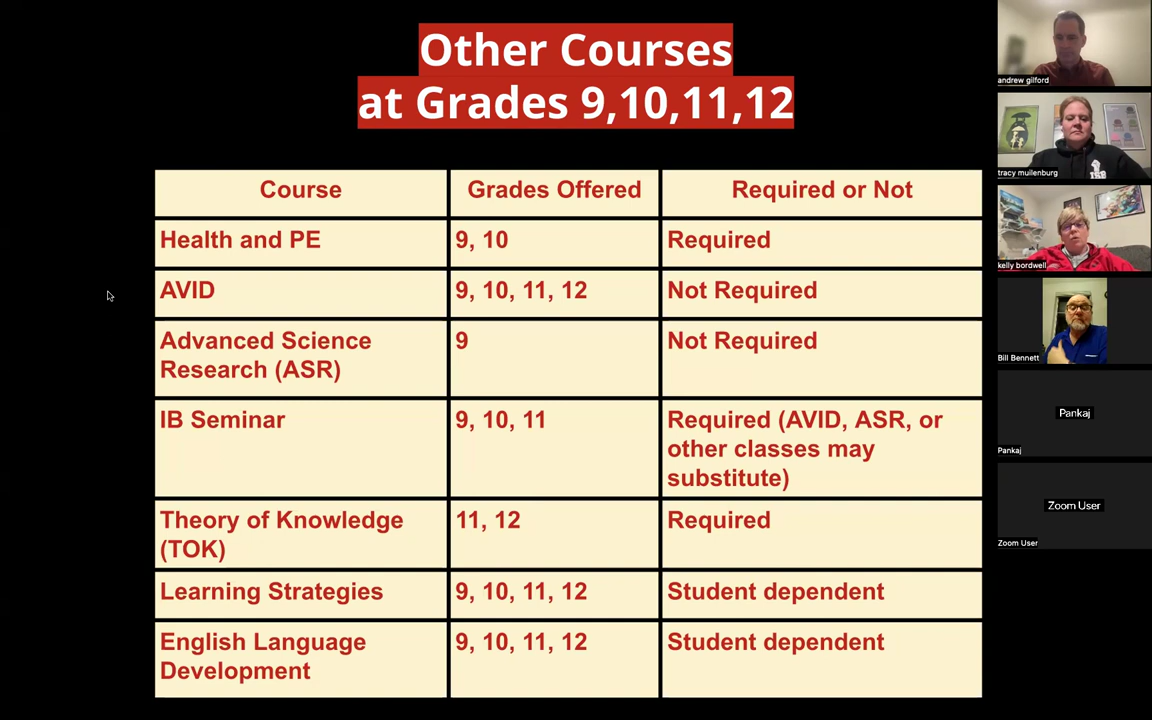 Other Courses
at Grades 9,10,11,12
Course
Grades Offered
Required or Not
Health and PE
9, 10
Required
AVID
9, 10, 11, 12
Not Required
Advanced Science
Research (ASR)
9
Not Required
IB Seminar
9, 10, 11
Required (AVID, ASR, or
other classes may
substitute)
Theory of Knowledge
(TOK)
11, 12
Required
Learning Strategies
9, 10, 11, 12
Student dependent
English Language
Development
9, 10, 11, 12
Student dependent
andrew gilford
tracy muilenburg
kelly bordwell
Bill Bennett
Pankaj
Pankaj
Zoom User
Zoom User